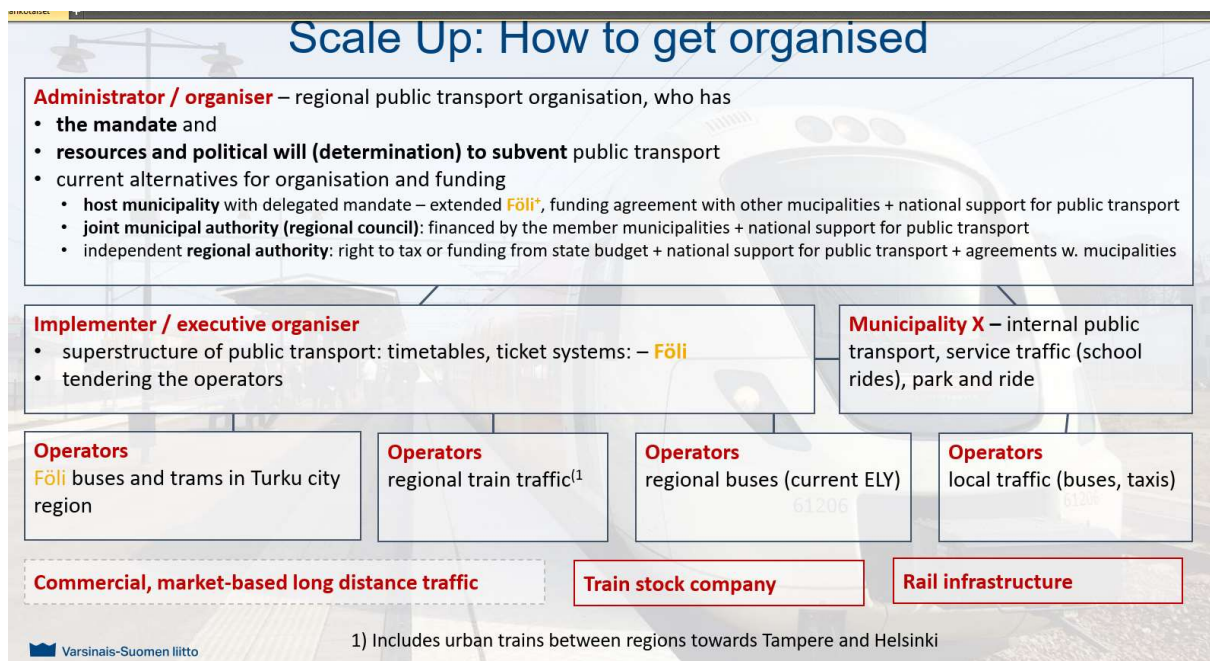 Scale Up: How to get organised
Administrator / organiser – regional public transport organisation, who has
• the mandate and
• resources and political will (determination) to subvent public transport
• current alternatives for organisation and funding
• host municipality with delegated mandate – extended Föli⁺, funding agreement with other mucipalities + national support for public transport
• joint municipal authority (regional council): financed by the member municipalities + national support for public transport
• independent regional authority: right to tax or funding from state budget + national support for public transport + agreements w. mucipalities
Implementer / executive organiser
• superstructure of public transport: timetables, ticket systems: – Föli
• tendering the operators
Municipality X – internal public
transport, service traffic (school
rides), park and ride
Operators
Föli buses and trams in Turku city
region
Operators
regional train traffic⁽¹
Operators
regional buses (current ELY)
61206
Operators
local traffic (buses, taxis)
61206
Commercial, market-based long distance traffic
Train stock company
Rail infrastructure
1) Includes urban trains between regions towards Tampere and Helsinki
Varsinais-Suomen liitto